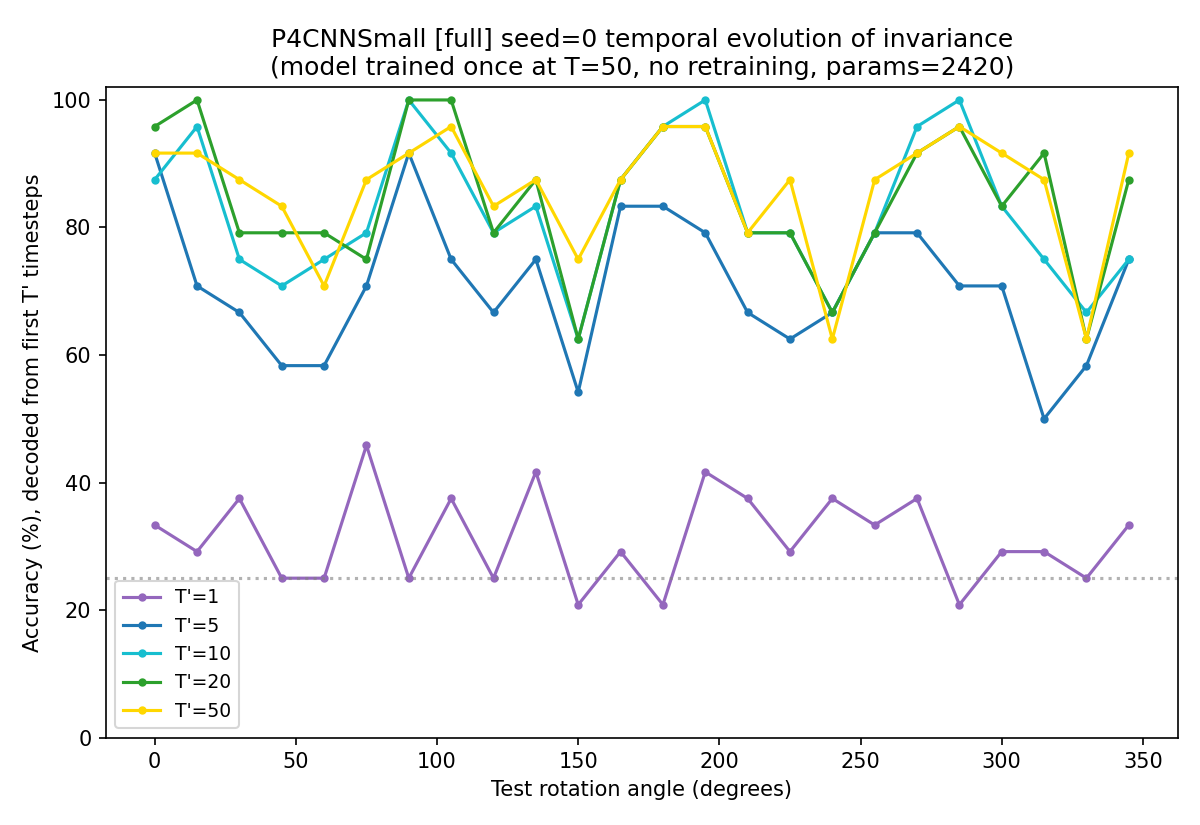 P4CNNSmall [full] seed=0 temporal evolution of invariance
(model trained once at T=50, no retraining, params=2420)
Accuracy (%), decoded from first T' timesteps
100
80
60
40
20
0
T'=1
T'=5
T'=10
T'=20
T'=50
0 50 100 150 200 250 300 350
Test rotation angle (degrees)